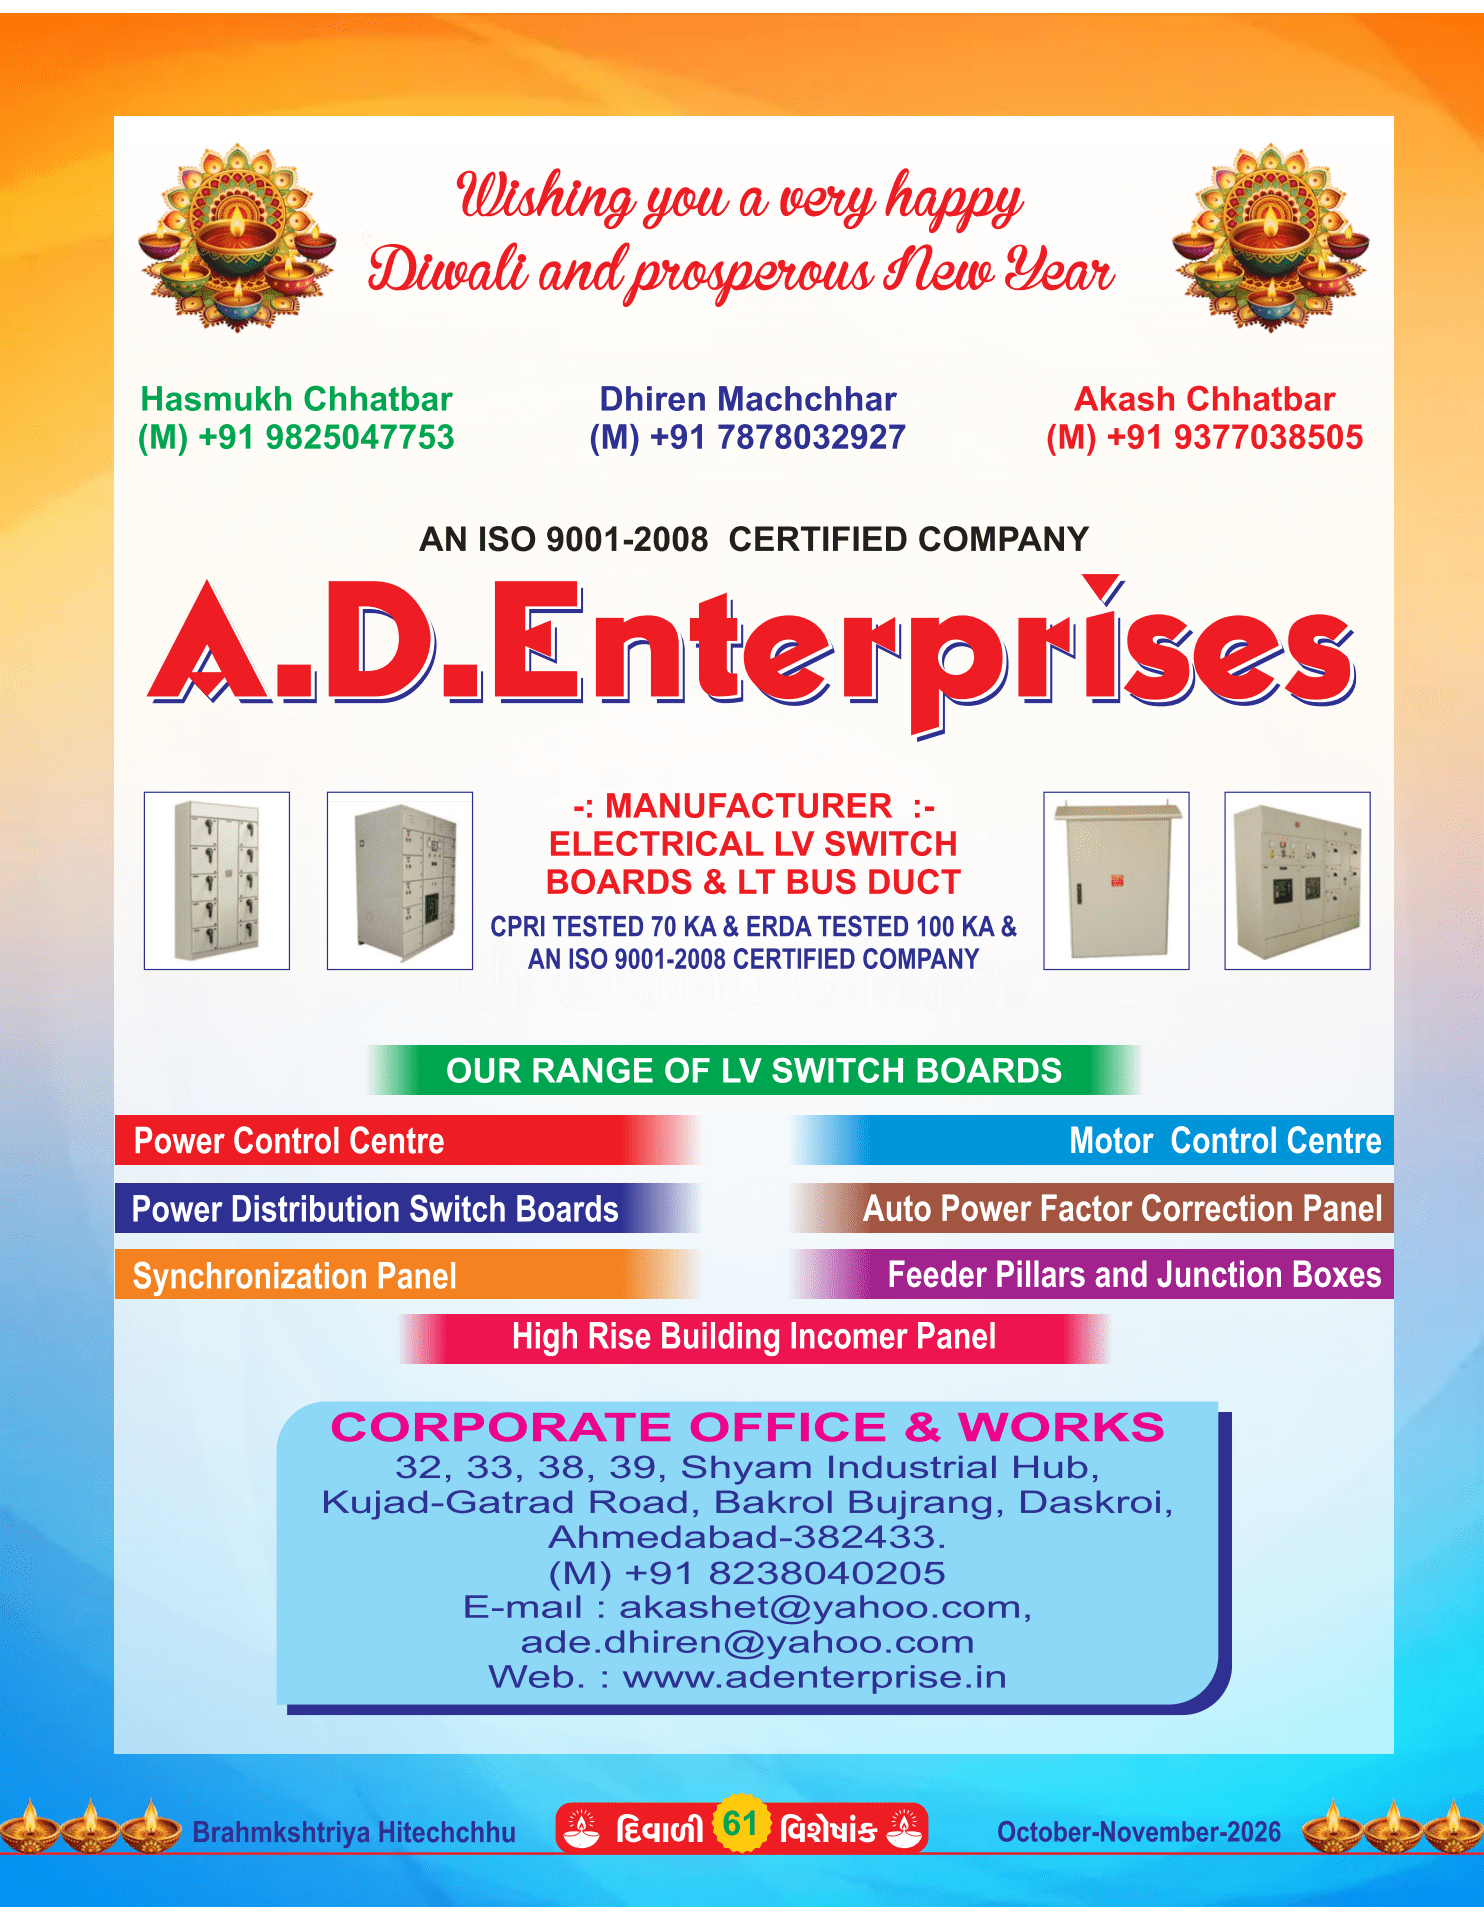 Wishing you a very happy
Diwali and prosperous New Year
Hasmukh Chhatbar
(M) +91 9825047753
Dhiren Machchhar
(M) +91 7878032927
Akash Chhatbar
(M) +91 9377038505
AN ISO 9001-2008 CERTIFIED COMPANY
A.D.Enterprises
-: MANUFACTURER :-
ELECTRICAL LV SWITCH
BOARDS & LT BUS DUCT
CPRI TESTED 70 KA & ERDA TESTED 100 KA &
AN ISO 9001-2008 CERTIFIED COMPANY
OUR RANGE OF LV SWITCH BOARDS
Power Control Centre
Motor Control Centre
Power Distribution Switch Boards
Auto Power Factor Correction Panel
Synchronization Panel
Feeder Pillars and Junction Boxes
High Rise Building Incomer Panel
CORPORATE OFFICE & WORKS
32, 33, 38, 39, Shyam Industrial Hub,
Kujad-Gatrad Road, Bakrol Bujrang, Daskroi,
Ahmedabad-382433.
(M) +91 8238040205
E-maıl : akashet@yahoo.com,
ade.dhiren@yahoo.com
Web. : www.adenterprise.in
Brahmkshtriya Hitechchhu
દિવાળી 61 વિશેષાંક
October-November-2026